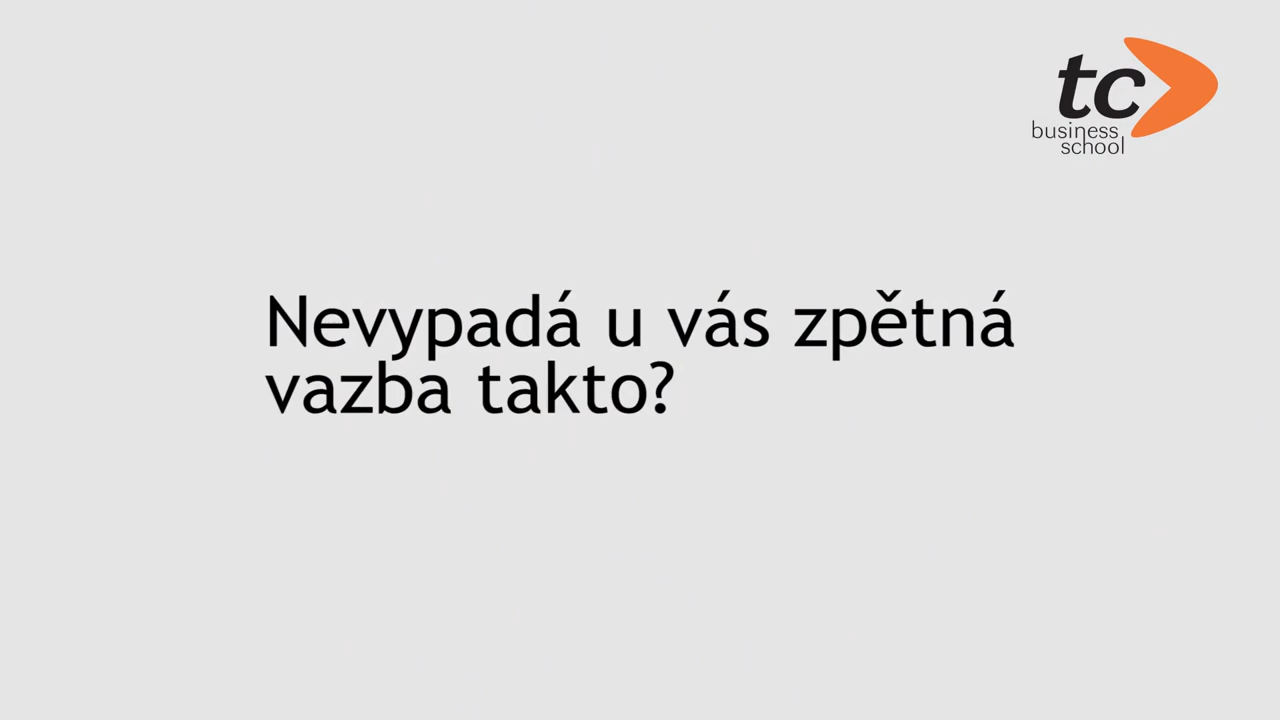 tc
business
school
Nevypadá u vás zpětná
vazba takto?